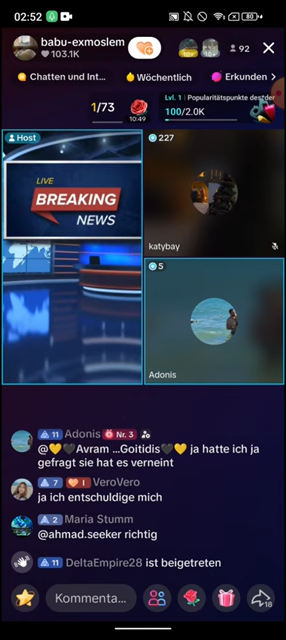 02:52
80
babu-exmoslem
103.1K
10+
10+
92
Chatten und Int...
Wöchentlich
Erkunden
1/73
10:49
Lvl. 1 | Popularitätspunkte des/der
100/2.0K
Host
LIVE
BREAKING
NEWS
227
katybay
5
Adonis
11 Adonis Nr. 3
@💛🖤Avram ...Goitidis🖤💛 ja hatte ich ja
gefragt sie hat es verneint
7 I VeroVero
ja ich entschuldige mich
2 Maria Stumm
@ahmad.seeker richtig
11 DeltaEmpire28 ist beigetreten
Kommenta...
18